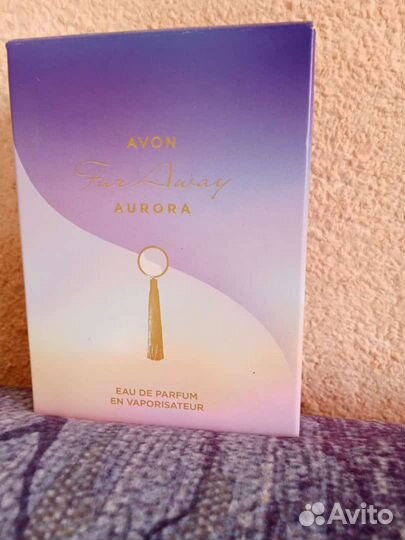 AVON
Far Away
AURORA
EAU DE PARFUM
EN VAPORISATEUR
Avito